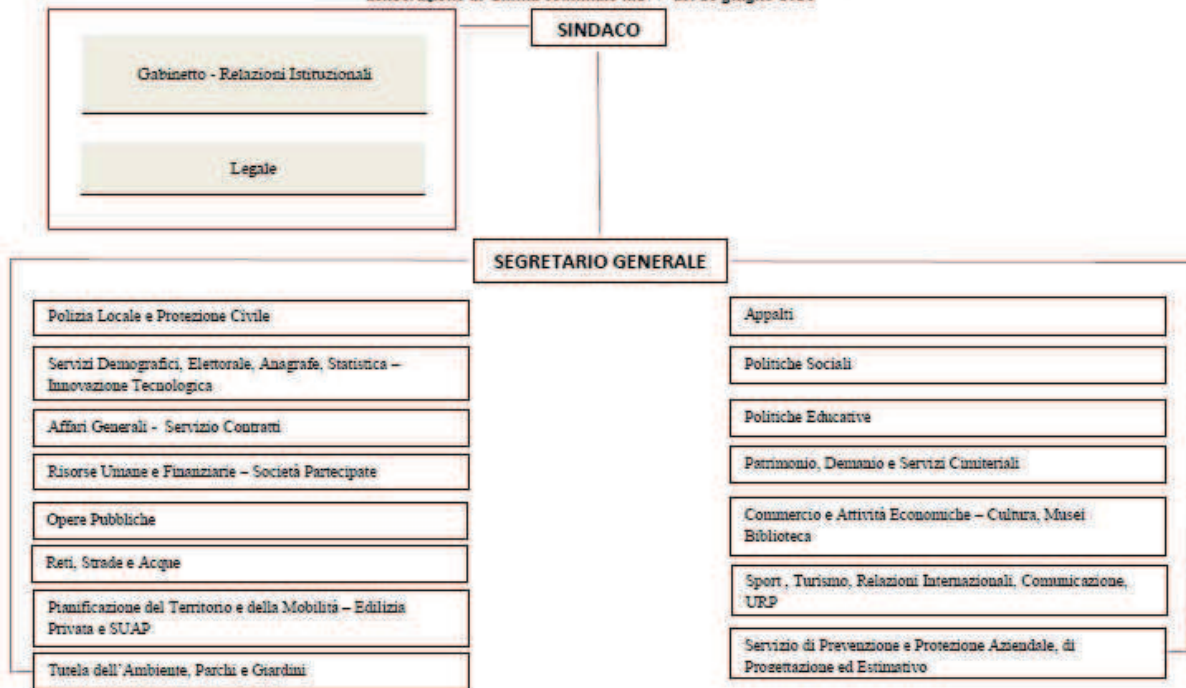 SINDACO
Gabinetto - Relazioni Istituzionali
Legale
SEGRETARIO GENERALE
Polizia Locale e Protezione Civile
Servizi Demografici, Elettorale, Anagrafe, Statistica –
Innovazione Tecnologica
Affari Generali - Servizio Contratti
Risorse Umane e Finanziarie – Società Partecipate
Opere Pubbliche
Reti, Strade e Acque
Pianificazione del Territorio e della Mobilità – Edilizia
Privata e SUAP
Tutela dell'Ambiente, Parchi e Giardini
Appalti
Politiche Sociali
Politiche Educative
Patrimonio, Demanio e Servizi Cimiteriali
Commercio e Attività Economiche – Cultura, Musei
Biblioteca
Sport , Turismo, Relazioni Internazionali, Comunicazione,
URP
Servizio di Prevenzione e Protezione Aziendale, di
Progettazione ed Estimativo